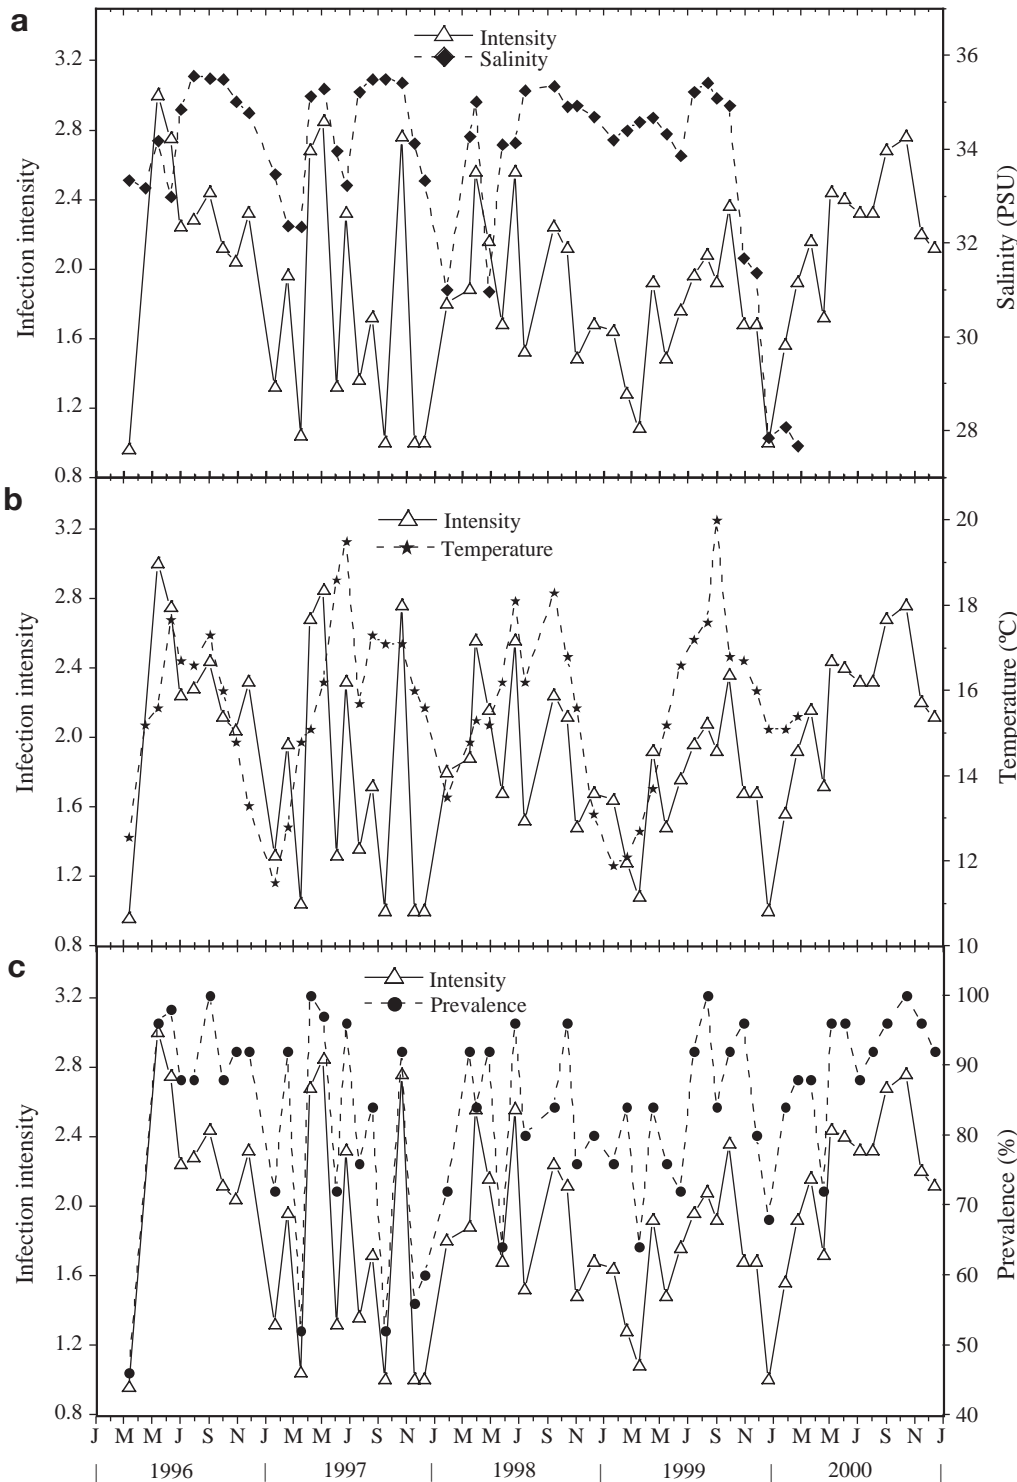 a
Intensity
Salinity
3.2
2.8
2.4
2.0
1.6
1.2
0.8
Infection intensity
36
34
32
30
28
Salinity (PSU)
b
Intensity
Temperature
3.2
2.8
2.4
2.0
1.6
1.2
0.8
Infection intensity
20
18
16
14
12
10
Temperature (ºC)
c
Intensity
Prevalence
3.2
2.8
2.4
2.0
1.6
1.2
0.8
Infection intensity
100
90
80
70
60
50
40
Prevalence (%)
J M M J S N J M M J S N J M M J S N J M M J S N J M M J S N J
1996 1997 1998 1999 2000